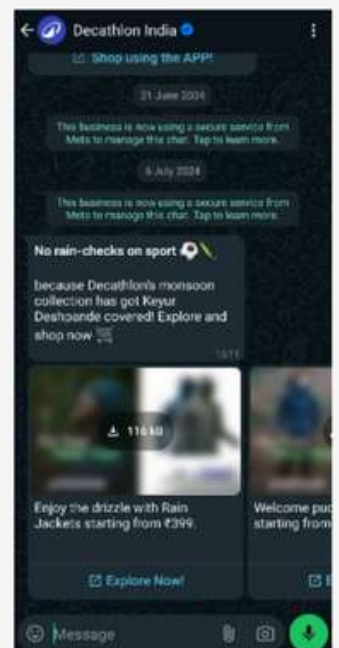 Decathlon India
Shop using the APP!
21 June 2024
This business is now using a secure service from
Meta to manage this chat. Tap to learn more.
6 July 2024
This business is now using a secure service from
Meta to manage this chat. Tap to learn more.
No rain-checks on sport
because Decathlon's monsoon
collection has got Keyur
Deshpande covered! Explore and
shop now
116 kB
Enjoy the drizzle with Rain
Jackets starting from ₹399.
Explore Now!
Welcome
starting from
Message